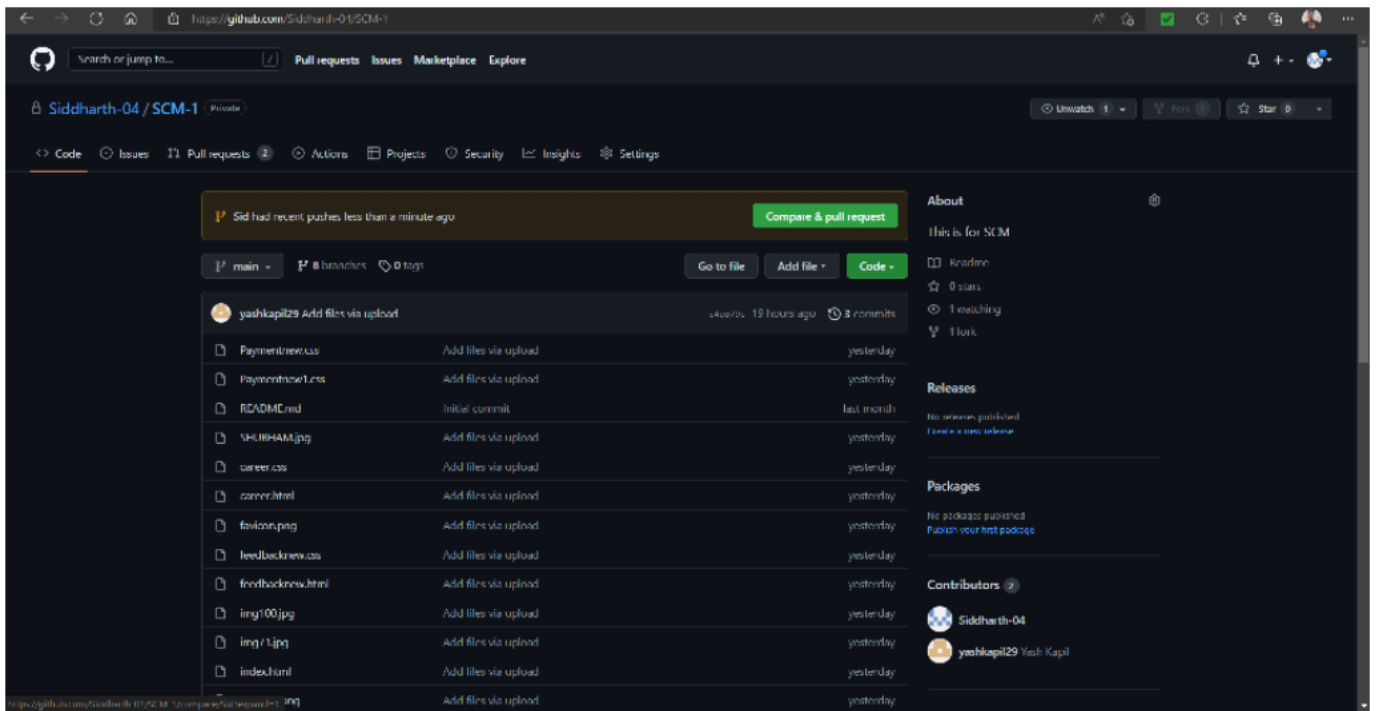 https://github.com/Siddharth-04/SCM-1
Search or jump to... / Pull requests Issues Marketplace Explore
Siddharth-04 / SCM-1 Private
Unwatch 1 Fork 1 Star 0
Code Issues Pull requests 2 Actions Projects Security Insights Settings
Sid had recent pushes less than a minute ago Compare & pull request
main 8 branches 0 tags Go to file Add file Code
yashkapil29 Add files via upload 19 hours ago 8 commits
Paymentnew.css Add files via upload yesterday
Paymentnew1.css Add files via upload yesterday
README.md Initial commit last month
SHUBHAM.jpg Add files via upload yesterday
career.css Add files via upload yesterday
career.html Add files via upload yesterday
favicon.png Add files via upload yesterday
feedbacknew.css Add files via upload yesterday
feedbacknew.html Add files via upload yesterday
img100.jpg Add files via upload yesterday
img71.jpg Add files via upload yesterday
index.html Add files via upload yesterday
Add files via upload yesterday
About
This is for SCM
Readme
0 stars
1 watching
1 fork
Releases
No releases published
Create a new release
Packages
No packages published
Publish your first package
Contributors 2
Siddharth-04
yashkapil29 Yash Kapil